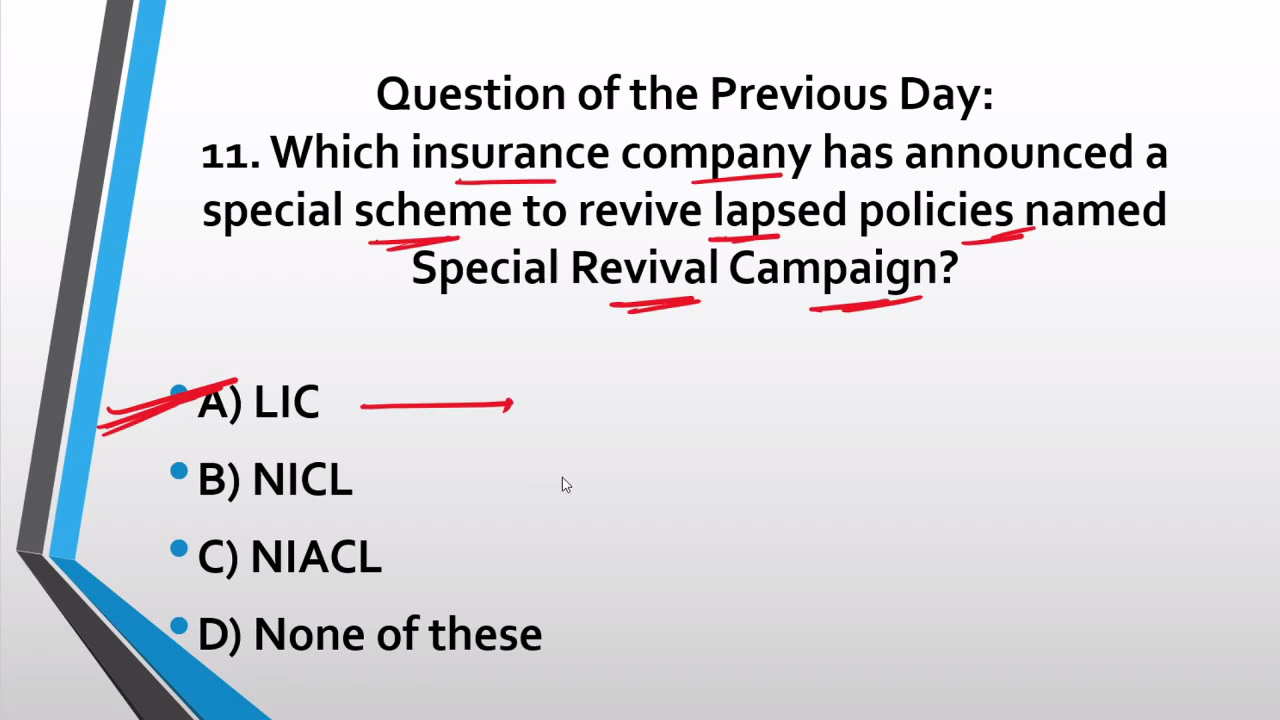 Question of the Previous Day:
11. Which insurance company has announced a
special scheme to revive lapsed policies named
Special Revival Campaign?
A) LIC
B) NICL
C) NIACL
D) None of these